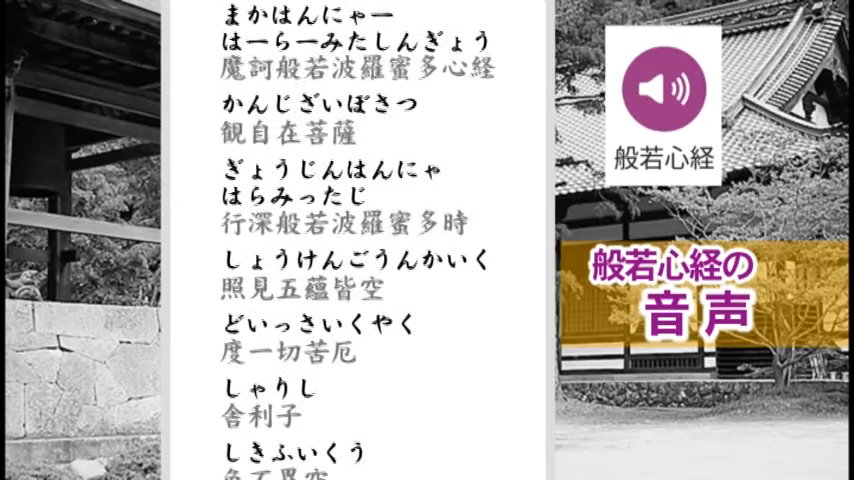 まかはんにゃー
はーらーみたしんぎょう
魔訶般若波羅蜜多心経
かんじざいぼさつ
観自在菩薩
ぎょうじんはんにゃ
はらみったじ
行深般若波羅蜜多時
しょうけんごうんかいく
照見五蘊皆空
どいっさいくやく
度一切苦厄
しゃりし
舎利子
しきふいくう
色不異空
般若心経
般若心経の
音声